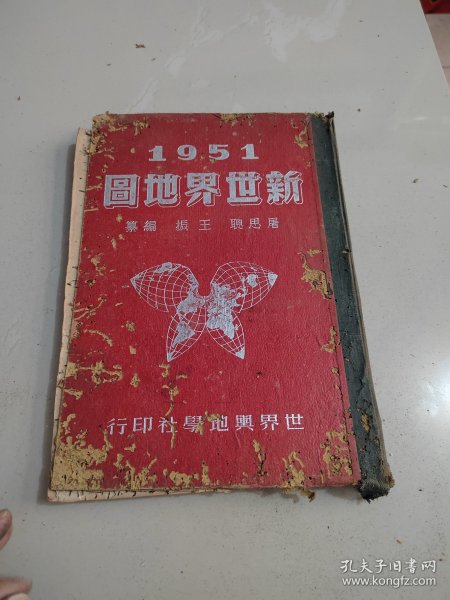 1951
新世界地圖
屠思聰 王振 編纂
世界輿地學社印行
孔夫子旧书网
www.kongfz.com